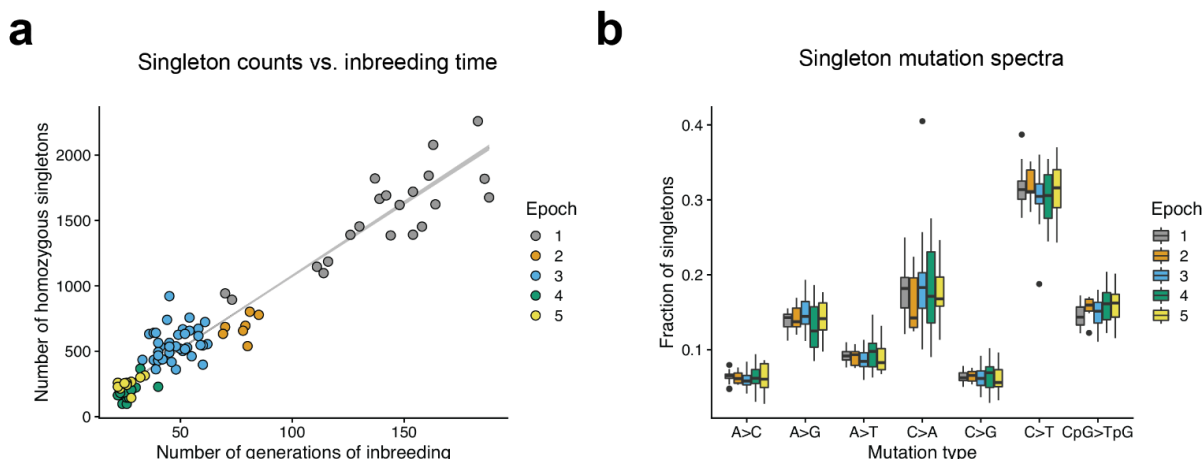 a
Singleton counts vs. inbreeding time
Number of homozygous singletons
2000
1500
1000
500
0
50
100
150
Number of generations of inbreeding
Epoch
1
2
3
4
5
b
Singleton mutation spectra
Fraction of singletons
0.4
0.3
0.2
0.1
A>C
A>G
A>T
C>A
C>G
C>T
CpG>TpG
Mutation type
Epoch
1
2
3
4
5